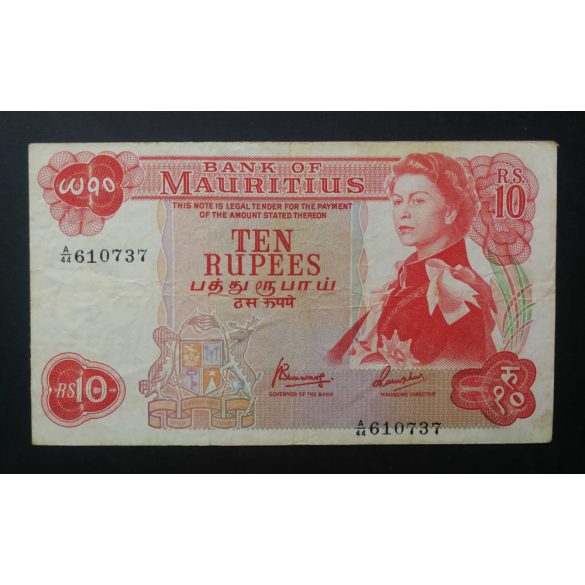 BANK OF
MAURITIUS
RS.
10
THIS NOTE IS LEGAL TENDER FOR THE PAYMENT
OF THE AMOUNT STATED THEREON
A/44 610737
TEN
RUPEES
பத்து ரூபாய்
दस रुपये
RS 10
GOVERNOR OF THE BANK
MANAGING DIRECTOR
रु
१०
A/44 610737